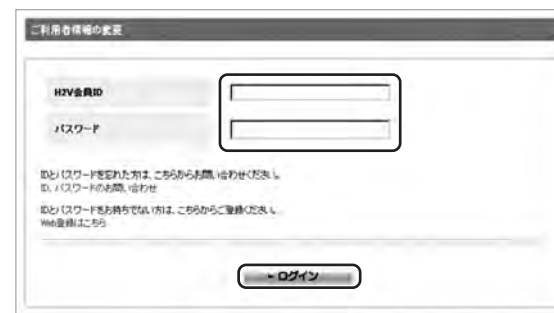 ご利用者情報の変更
H2V会員ID
パスワード
IDとパスワードを忘れた方は、こちらからお問い合わせください。
ID、パスワードのお問い合わせ
IDとパスワードをお持ちでない方は、こちらからご登録ください。
Web登録はこちら
ログイン